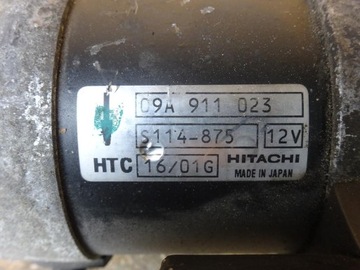 09A 911 023
S114-875 12V
HTC 16/01G HITACHI
MADE IN JAPAN